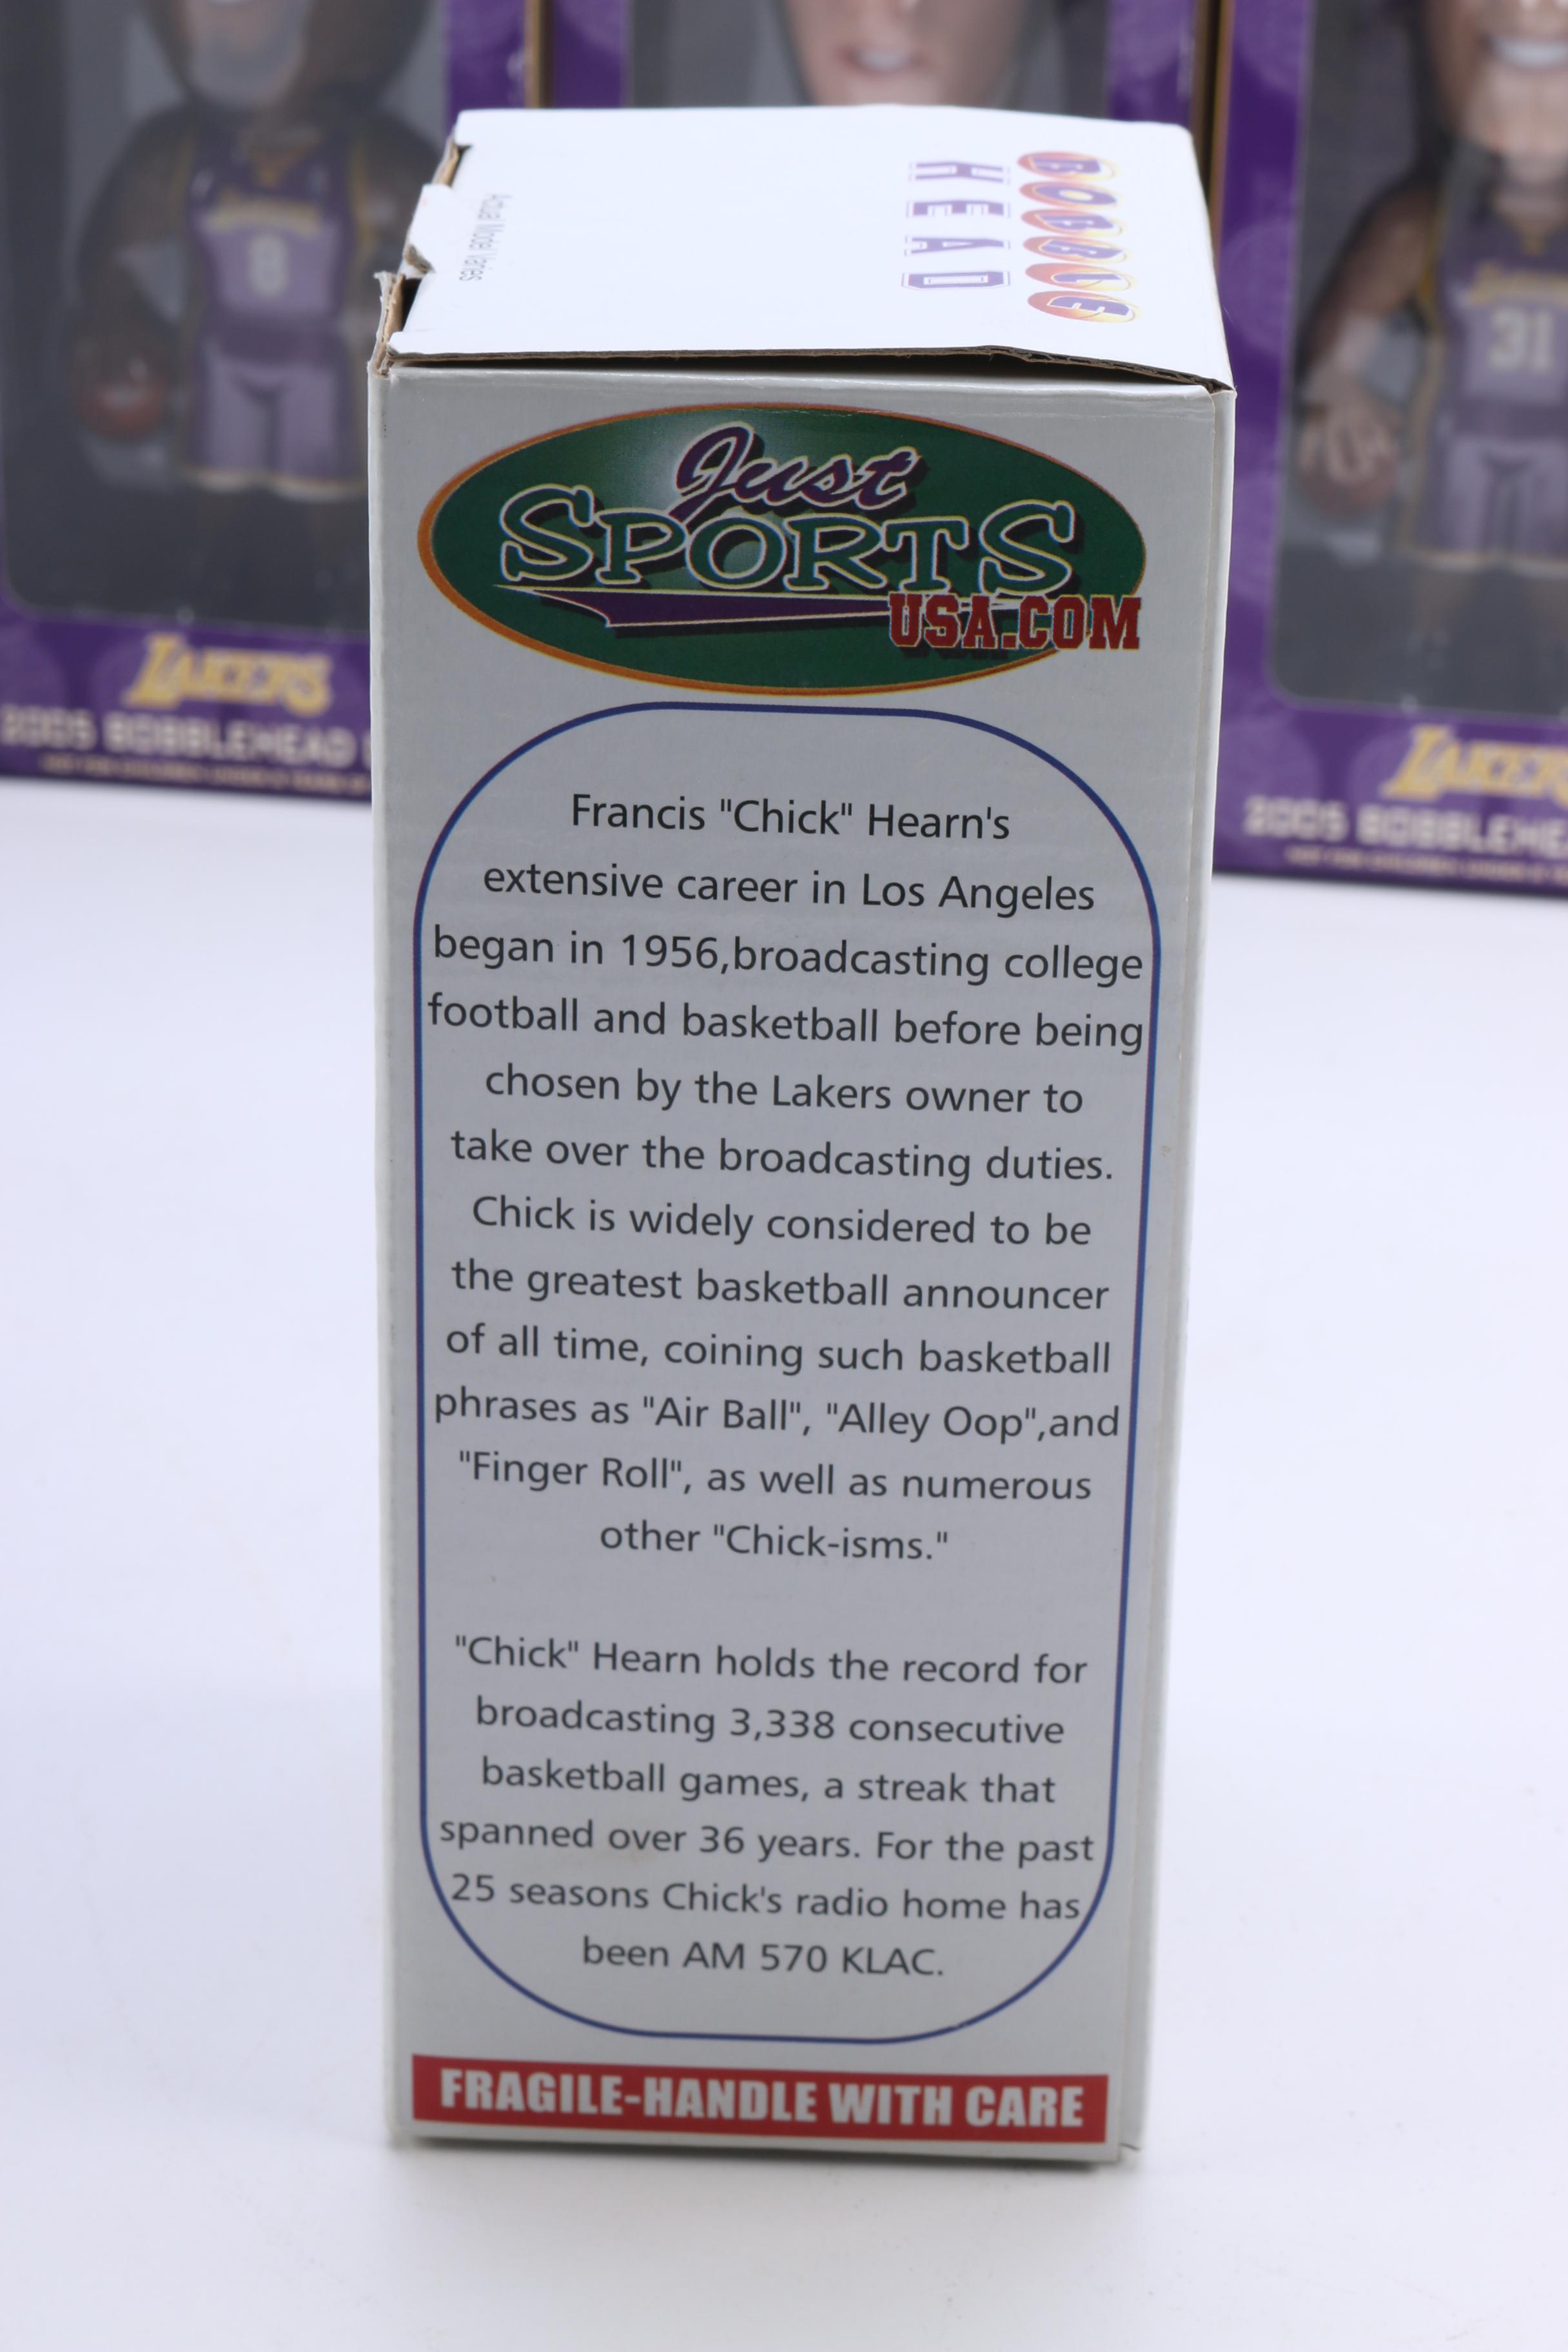 BOBBLE
HEAD
Actual Model Varies
Just
SPORTS
USA.COM
Francis "Chick" Hearn's
extensive career in Los Angeles
began in 1956,broadcasting college
football and basketball before being
chosen by the Lakers owner to
take over the broadcasting duties.
Chick is widely considered to be
the greatest basketball announcer
of all time, coining such basketball
phrases as "Air Ball", "Alley Oop",and
"Finger Roll", as well as numerous
other "Chick-isms."
"Chick" Hearn holds the record for
broadcasting 3,338 consecutive
basketball games, a streak that
spanned over 36 years. For the past
25 seasons Chick's radio home has
been AM 570 KLAC.
FRAGILE-HANDLE WITH CARE
LAKERS
8
LAKERS
2005 BOBBLEHEAD
LAKERS
31
LAKERS
2005